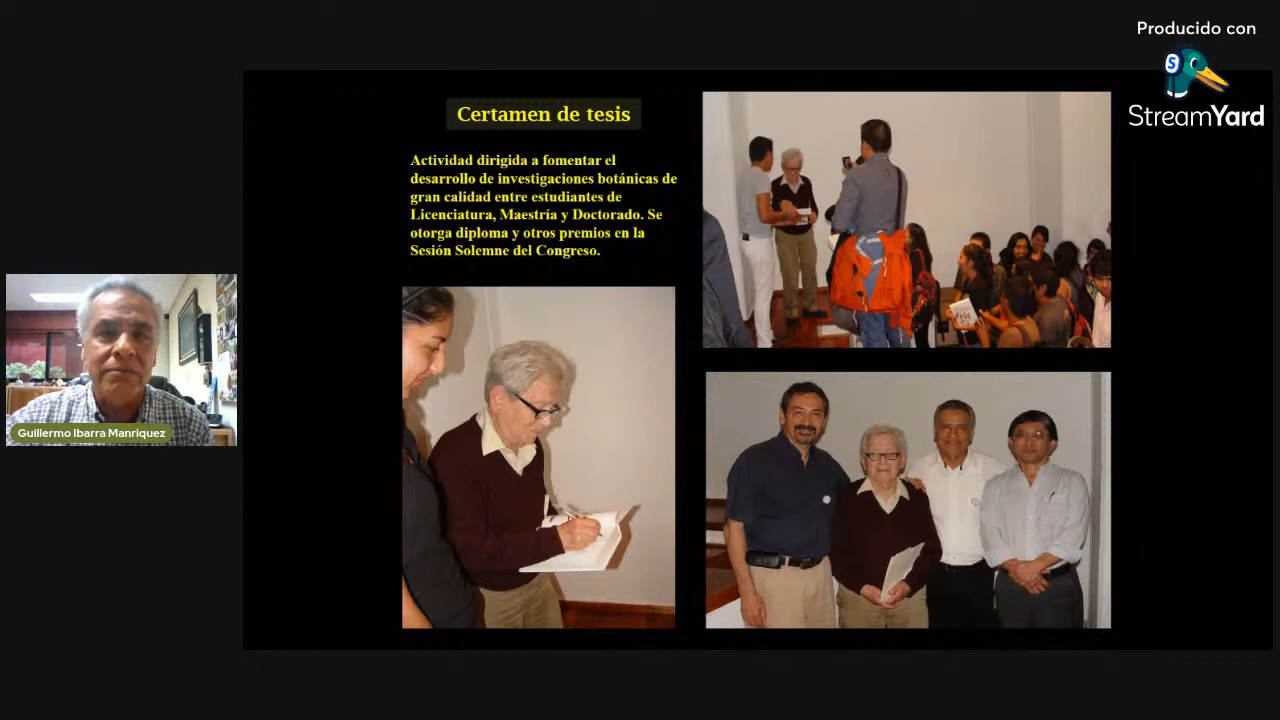 Producido con
StreamYard
Certamen de tesis
Actividad dirigida a fomentar el
desarrollo de investigaciones botánicas de
gran calidad entre estudiantes de
Licenciatura, Maestría y Doctorado. Se
otorga diploma y otros premios en la
Sesión Solemne del Congreso.
Guillermo Ibarra Manriquez